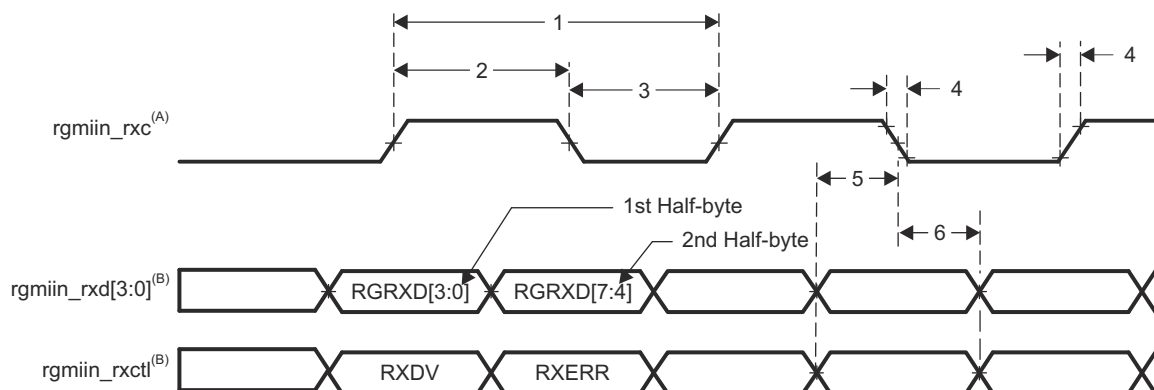 1
2
3
4
4
rgmiin_rxc(A)
5
1st Half-byte
6
2nd Half-byte
rgmiin_rxd[3:0](B)
RGRXD[3:0]
RGRXD[7:4]
rgmiin_rxctl(B)
RXDV
RXERR